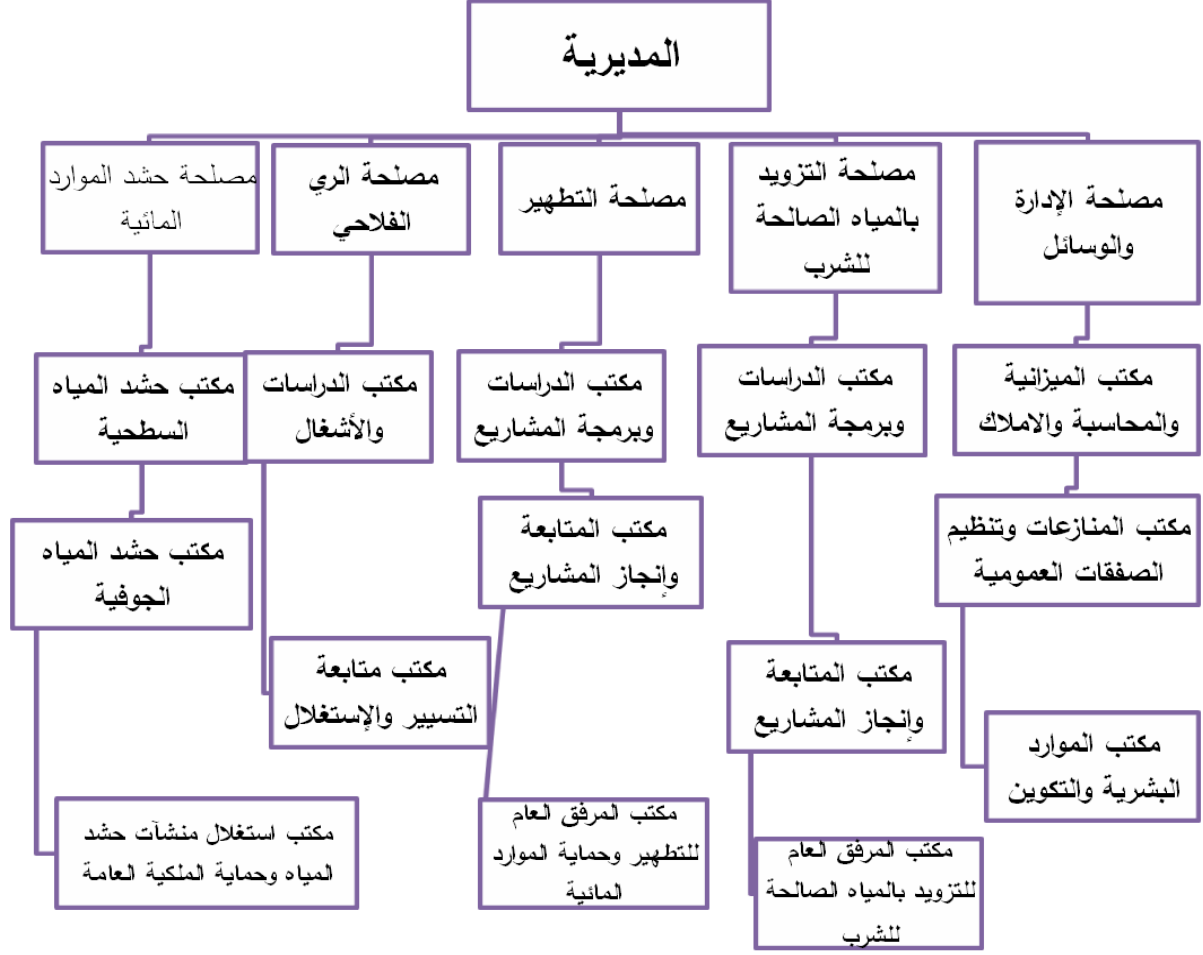 المديرية
مصلحة الإدارة
والوسائل
مصلحة التزويد
بالمياه الصالحة
للشرب
مصلحة التطهير
مصلحة الري
الفلاحي
مصلحة حشد الموارد
المائية
مكتب الميزانية
والمحاسبة والاملاك
مكتب الدراسات
وبرمجة المشاريع
مكتب الدراسات
وبرمجة المشاريع
مكتب الدراسات
والأشغال
مكتب حشد المياه
السطحية
مكتب المنازعات وتنظيم
الصفقات العمومية
مكتب المتابعة
وإنجاز المشاريع
مكتب المتابعة
وإنجاز المشاريع
مكتب متابعة
التسيير والإستغلال
مكتب حشد المياه
الجوفية
مكتب الموارد
البشرية والتكوين
مكتب المرفق العام
للتزويد بالمياه الصالحة
للشرب
مكتب المرفق العام
للتطهير وحماية الموارد
المائية
مكتب استغلال منشآت حشد
المياه وحماية الملكية العامة